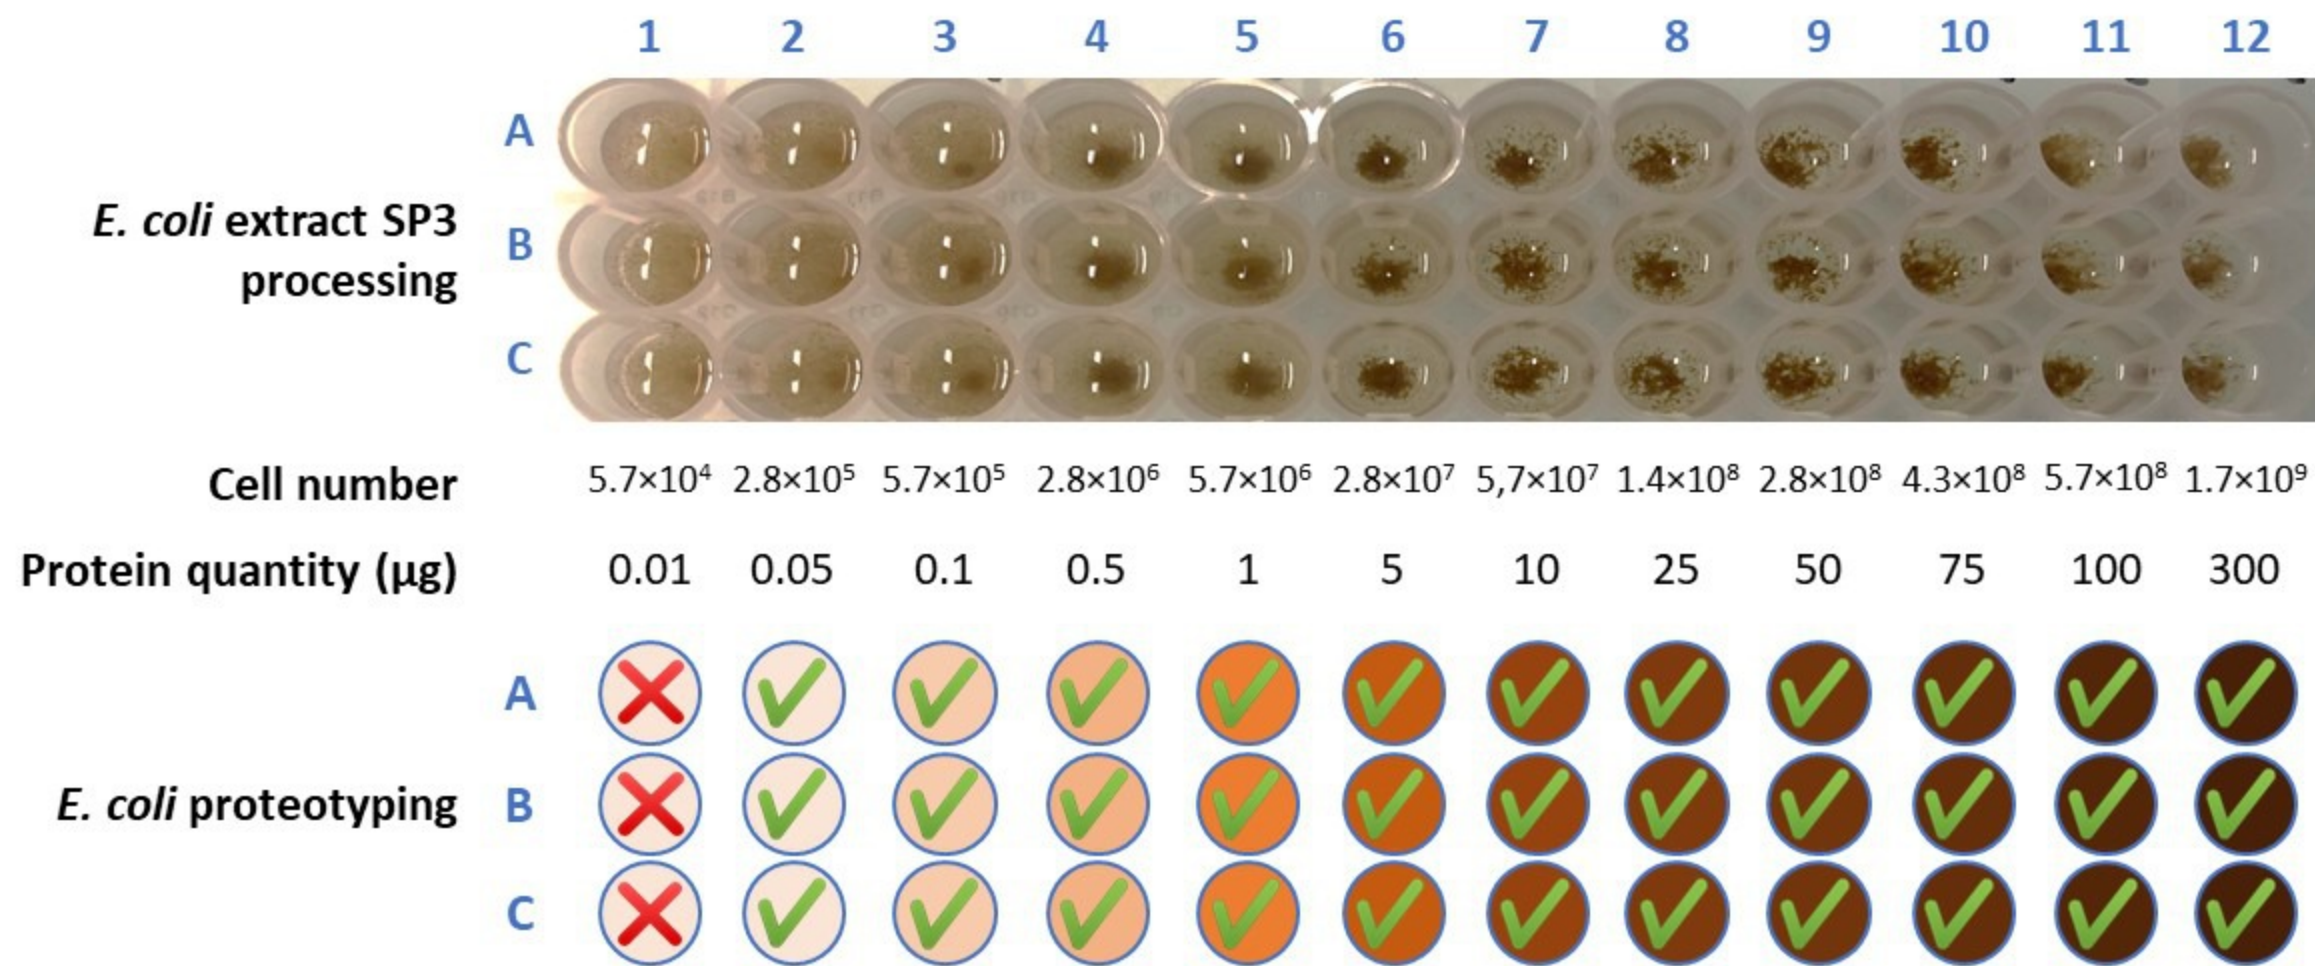 1 2 3 4 5 6 7 8 9 10 11 12
A
E. coli extract SP3
B
processing
C
Cell number 5.7×10⁴ 2.8×10⁵ 5.7×10⁵ 2.8×10⁶ 5.7×10⁶ 2.8×10⁷ 5,7×10⁷ 1.4×10⁸ 2.8×10⁸ 4.3×10⁸ 5.7×10⁸ 1.7×10⁹
Protein quantity (µg) 0.01 0.05 0.1 0.5 1 5 10 25 50 75 100 300
A
E. coli proteotyping B
C